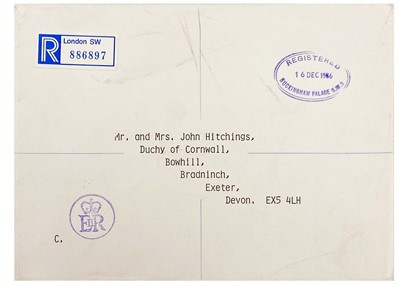 R London SW
886897
REGISTERED
16 DEC 1986
BUCKINGHAM PALACE S.W.1
Mr. and Mrs. John Hitchings,
Duchy of Cornwall,
Bowhill,
Bradninch,
Exeter,
Devon. EX5 4LH
EIIR
C.